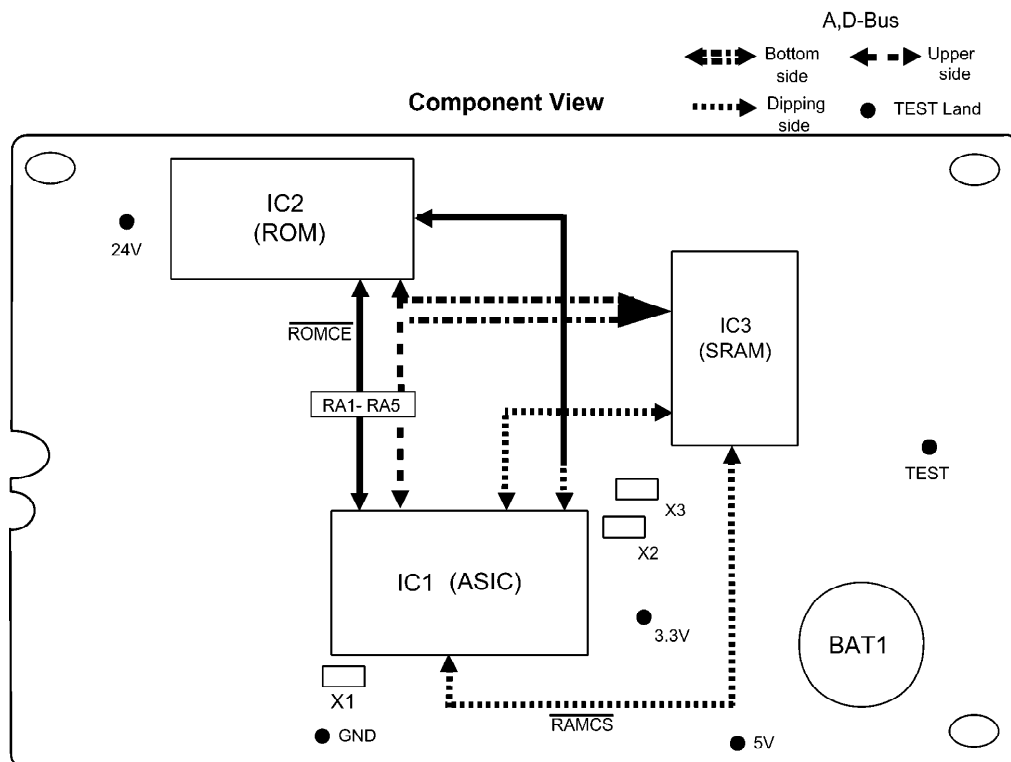 A,D-Bus
Bottom side
Upper side
Component View
Dipping side
TEST Land
IC2
(ROM)
24V
IC3
(SRAM)
ROMCE
RA1- RA5
TEST
X3
X2
IC1 (ASIC)
3.3V
BAT1
X1
RAMCS
GND
5V